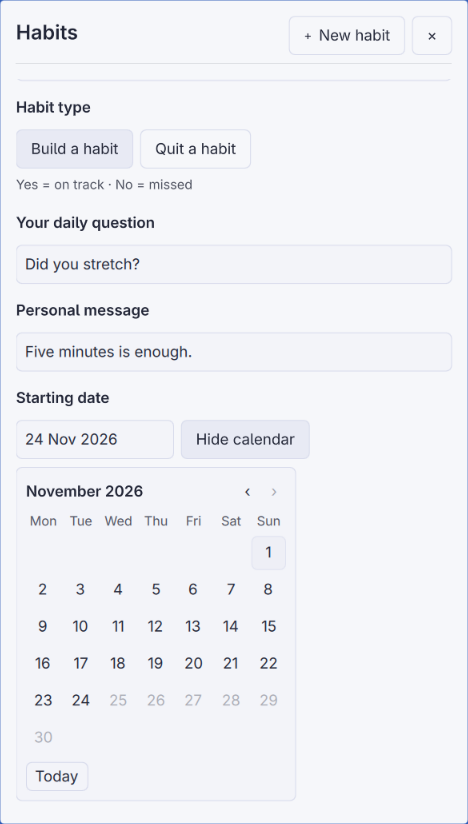 Habits
+ New habit ×
Habit type
Build a habit Quit a habit
Yes = on track · No = missed
Your daily question
Did you stretch?
Personal message
Five minutes is enough.
Starting date
24 Nov 2026 Hide calendar
November 2026 ‹ ›
Mon Tue Wed Thu Fri Sat Sun
1
2 3 4 5 6 7 8
9 10 11 12 13 14 15
16 17 18 19 20 21 22
23 24 25 26 27 28 29
30
Today